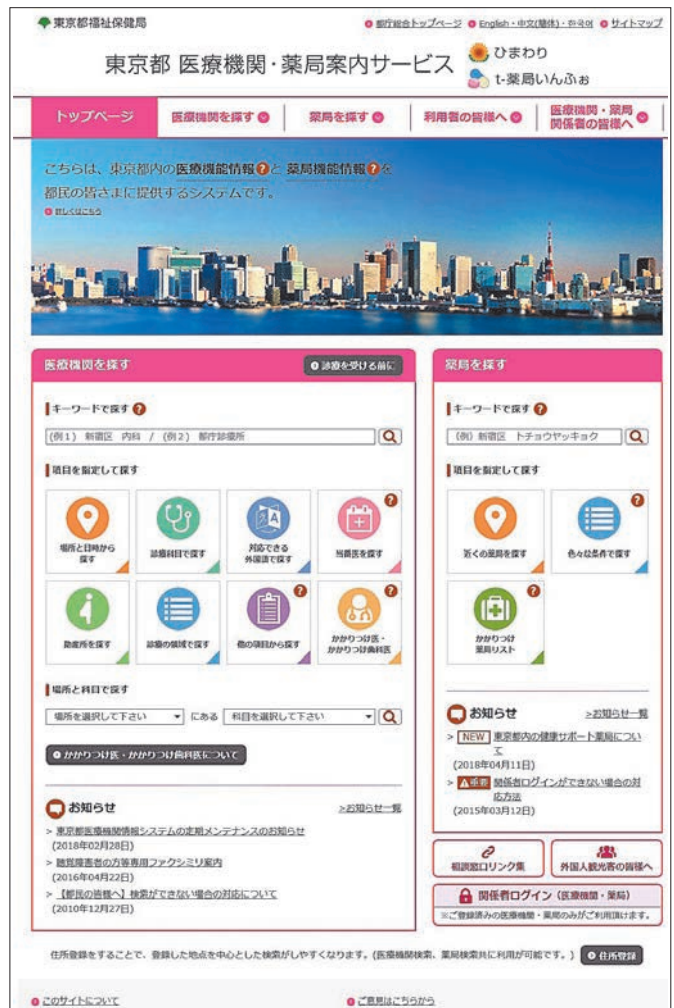 東京都福祉保健局
都庁総合トップページ English・中文(簡体)・한국어 サイトマップ
東京都 医療機関・薬局案内サービス
ひまわり
t-薬局いんふぉ
トップページ
医療機関を探す
薬局を探す
利用者の皆様へ
医療機関・薬局
関係者の皆様へ
こちらは、東京都内の医療機能情報?と 薬局機能情報?を
都民の皆さまに提供するシステムです。
詳しくはこちら
医療機関を探す
診療を受ける前に
キーワードで探す ?
(例1) 新宿区 内科 / (例2) 都庁診療所
項目を指定して探す
場所と日時から
探す
診療科目で探す
対応できる
外国語で探す
当番医を探す
助産所を探す
診療の領域で探す
他の項目から探す
かかりつけ医・
かかりつけ歯科医
場所と科目で探す
場所を選択して下さい にある 科目を選択して下さい
かかりつけ医・かかりつけ歯科医について
お知らせ
>お知らせ一覧
> 東京都医療機関情報システムの定期メンテナンスのお知らせ
(2018年02月28日)
> 聴覚障害者の方等専用ファクシミリ案内
(2016年04月22日)
> 【都民の皆様へ】検索ができない場合の対応について
(2010年12月27日)
薬局を探す
キーワードで探す ?
(例) 新宿区 トチョウヤッキョク
項目を指定して探す
近くの薬局を探す
色々な条件で探す
かかりつけ
薬局リスト
お知らせ
>お知らせ一覧
> NEW 東京都内の健康サポート薬局につい
て
(2018年04月11日)
> 重要 関係者ログインができない場合の対
応方法
(2015年03月12日)
相談窓口リンク集
外国人観光客の皆様へ
関係者ログイン (医療機関・薬局)
※ご登録済みの医療機関・薬局のみがご利用頂けます。
住所登録をすることで、登録した地点を中心とした検索がしやすくなります。(医療機関検索、薬局検索共に利用が可能です。) 住所登録
このサイトについて
ご意見はこちらから